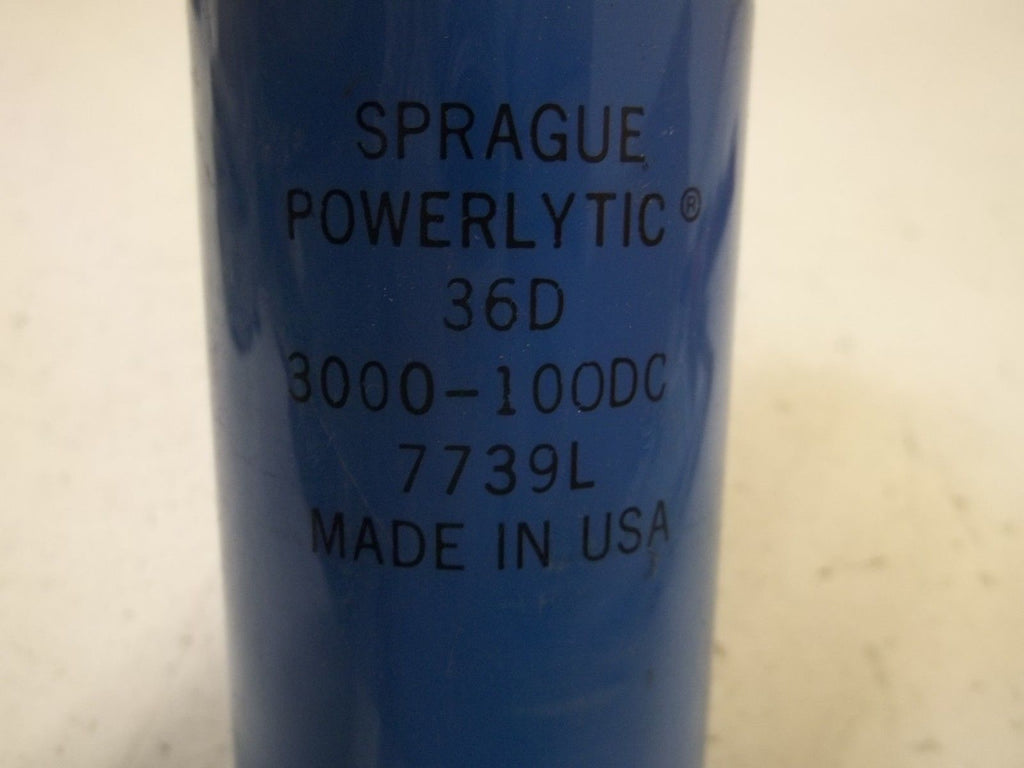 SPRAGUE
POWERLYTIC®
36D
3000-100DC
7739L
MADE IN USA